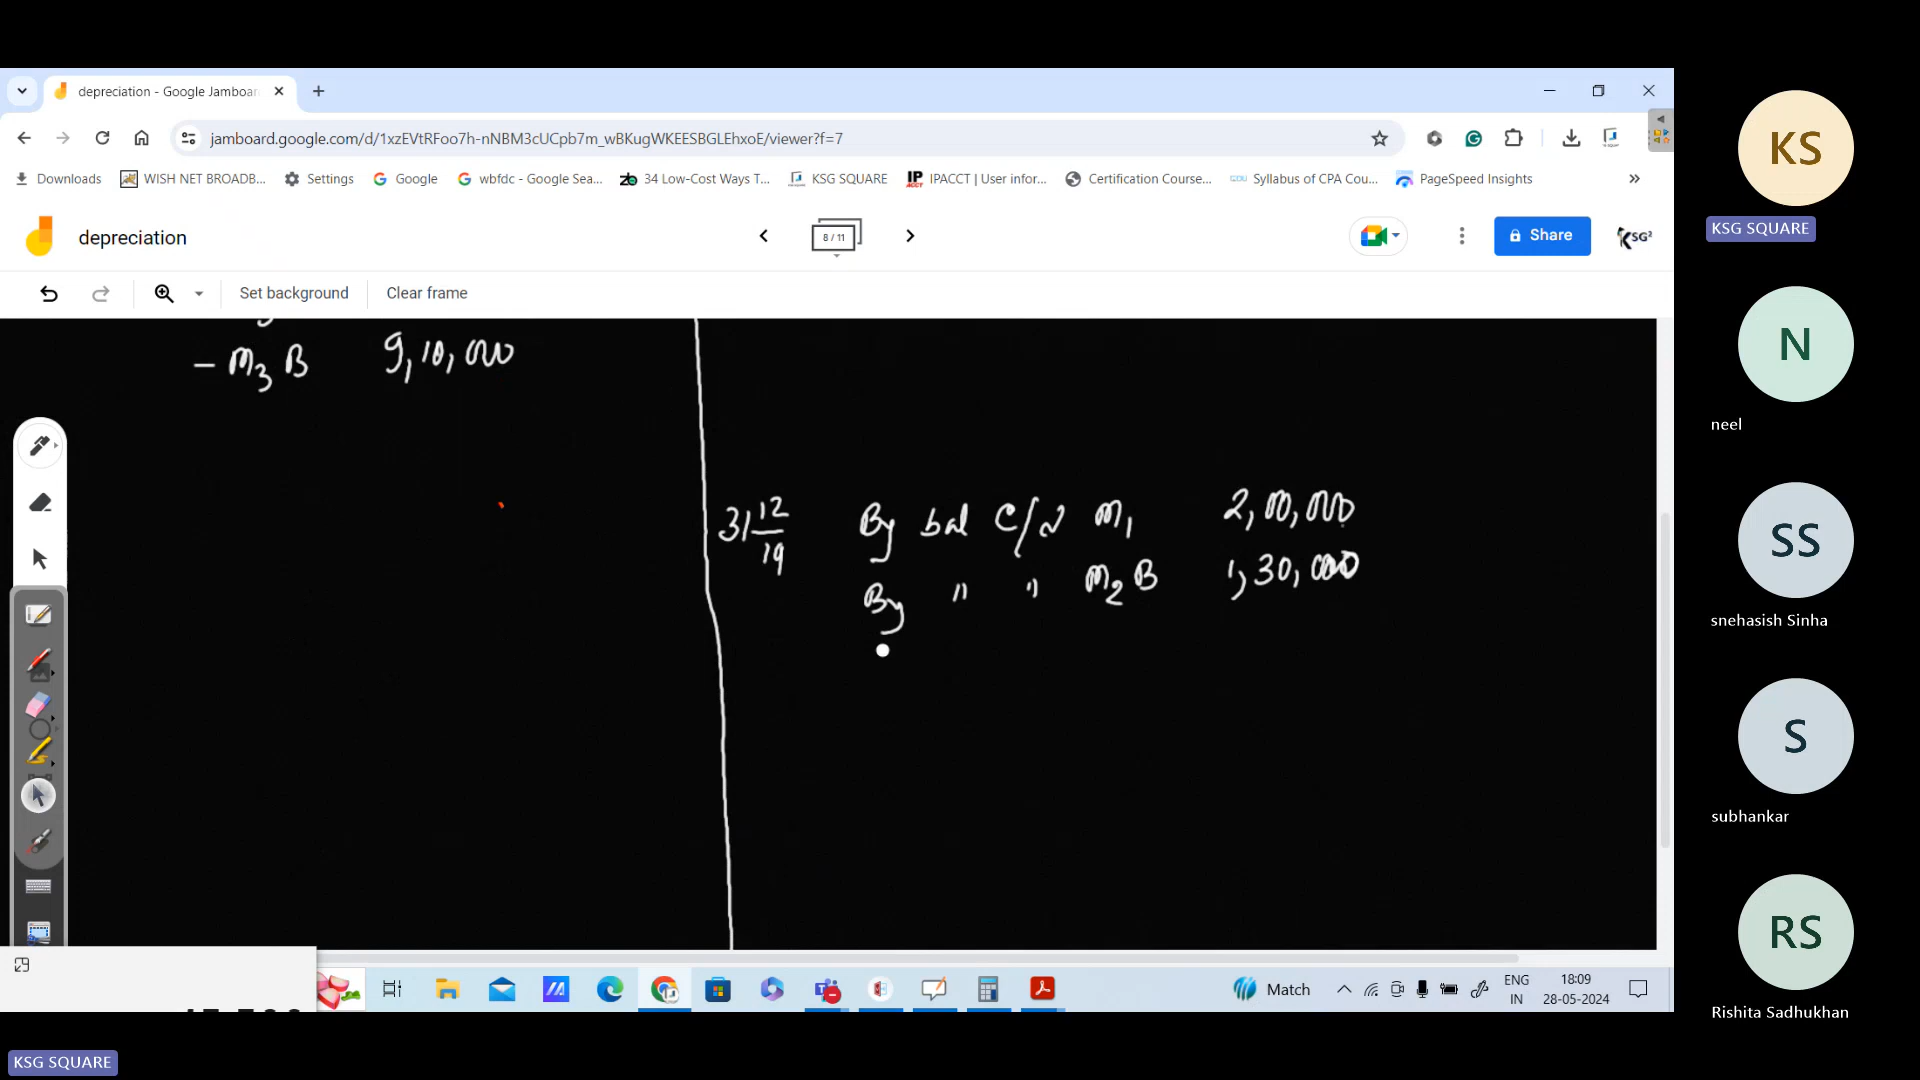 depreciation - Google Jamboar
jamboard.google.com/d/1xzEVtRFoo7h-nNBM3cUCpb7m_wBKugWKEESBGLEhxoE/viewer?f=7
Downloads WISH NET BROADB... Settings Google wbfdc - Google Sea... 34 Low-Cost Ways T... KSG SQUARE IPACCT | User infor... Certification Course... Syllabus of CPA Cou... PageSpeed Insights
depreciation 8 / 11 Share KSG²
Set background Clear frame
- M3 B 9,10,000
31 12/19 By bal C/d M1 2,00,000
By " " M2 B 1,30,000
Match ENG IN 18:09 28-05-2024
KS
KSG SQUARE
N
neel
SS
snehasish Sinha
S
subhankar
RS
Rishita Sadhukhan
KSG SQUARE